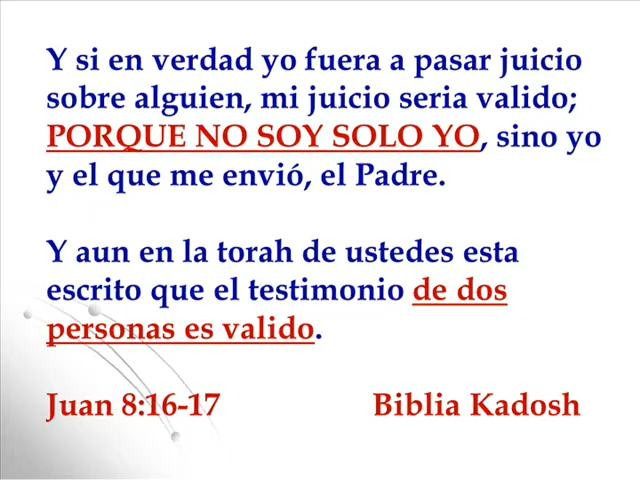 Y si en verdad yo fuera a pasar juicio
sobre alguien, mi juicio seria valido;
PORQUE NO SOY SOLO YO, sino yo
y el que me envió, el Padre.
Y aun en la torah de ustedes esta
escrito que el testimonio de dos
personas es valido.
Juan 8:16-17 Biblia Kadosh